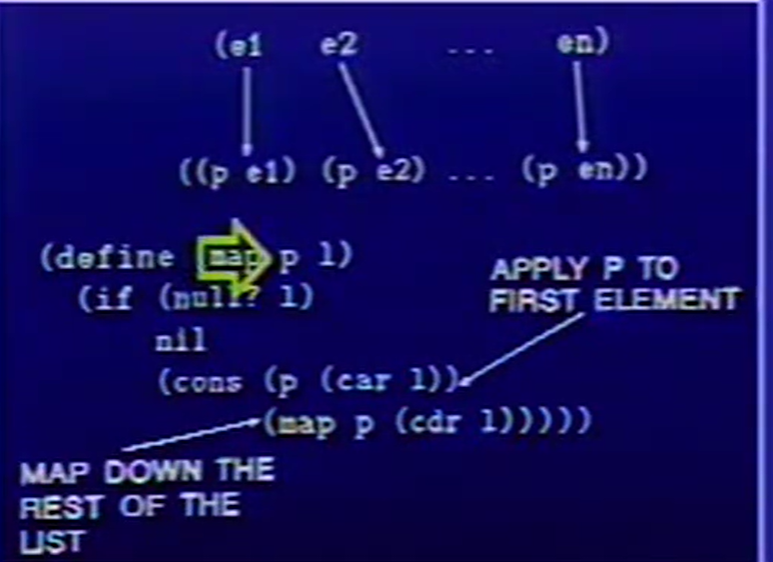 (e1 e2 ... en)
((p e1) (p e2) ... (p en))
(define (map p l)
(if (null? l)
nil
(cons (p (car l))
(map p (cdr l)))))
APPLY P TO
FIRST ELEMENT
MAP DOWN THE
REST OF THE
LIST